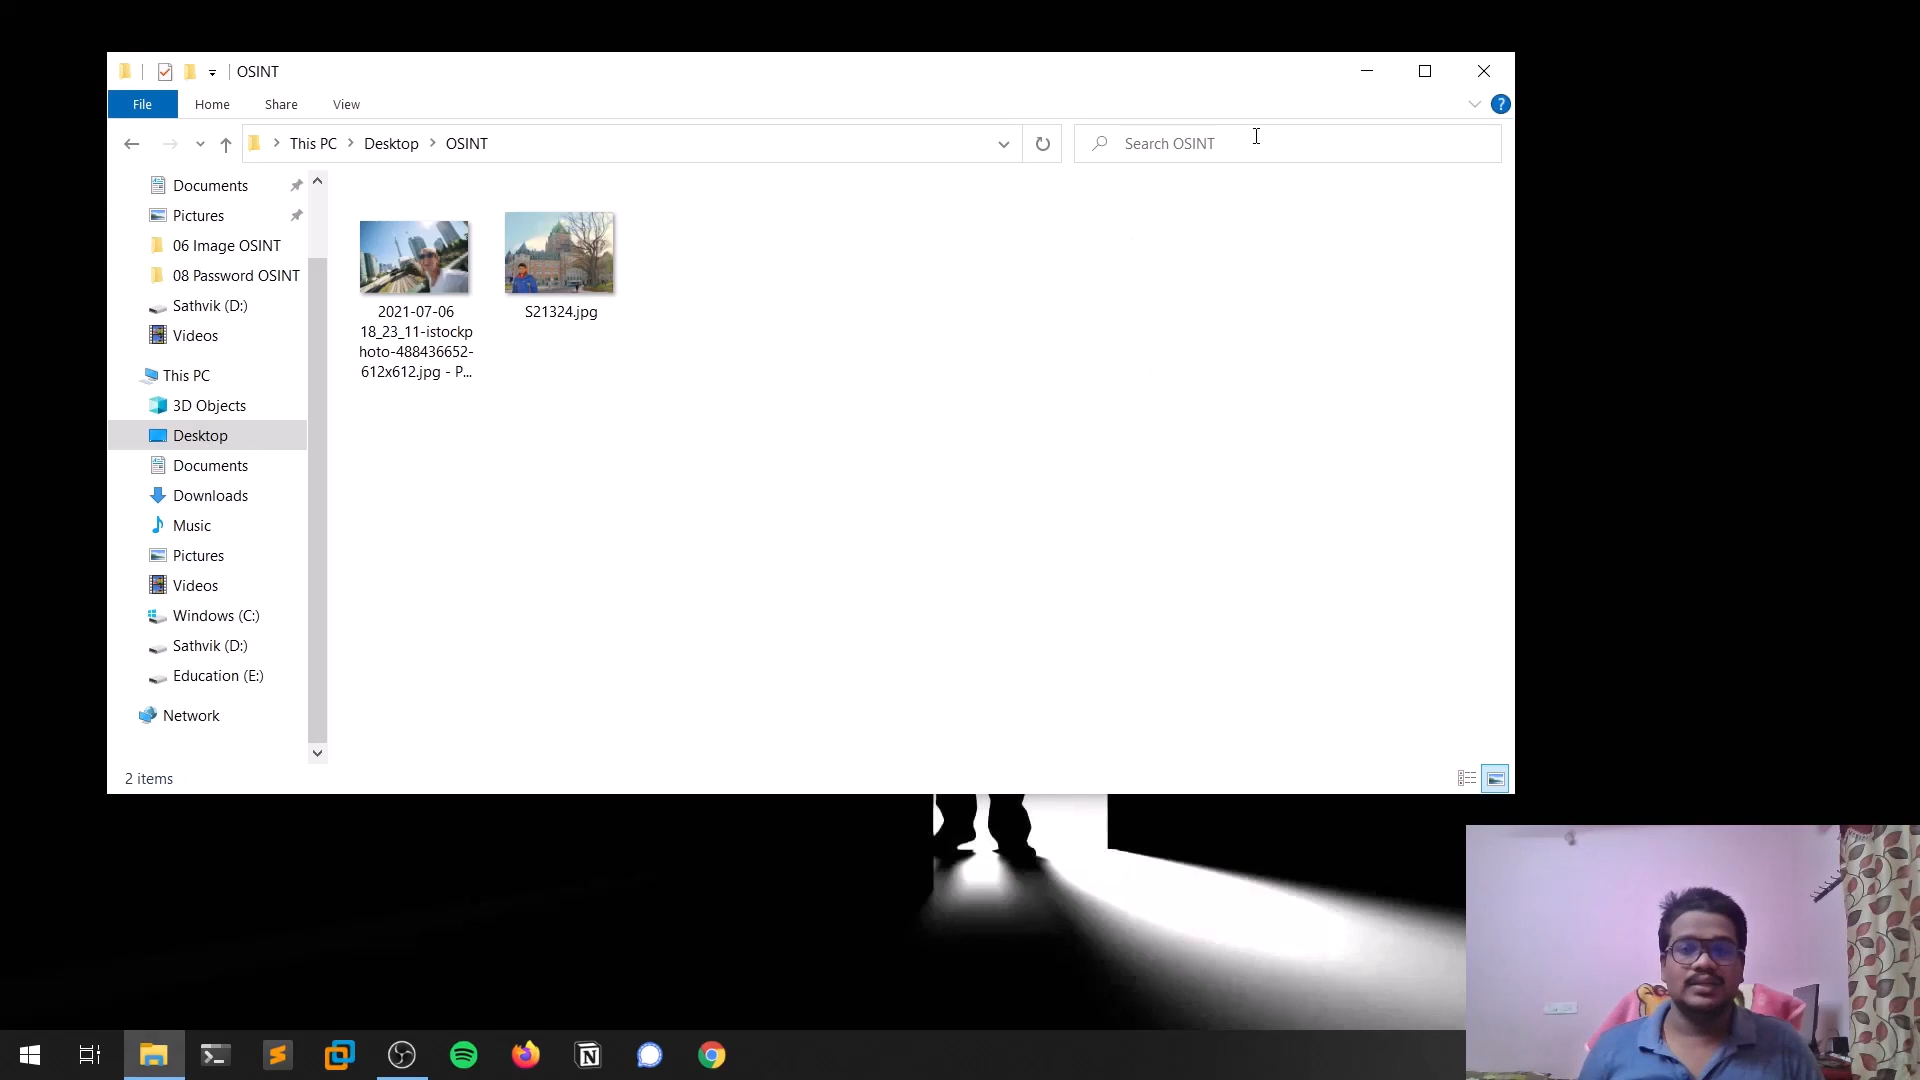 OSINT
File
Home
Share
View
?
This PC
Desktop
OSINT
Search OSINT
Documents
Pictures
06 Image OSINT
08 Password OSINT
Sathvik (D:)
Videos
This PC
3D Objects
Desktop
Documents
Downloads
Music
Pictures
Videos
Windows (C:)
Sathvik (D:)
Education (E:)
Network
2021-07-06
18_23_11-istockp
hoto-488436652-
612x612.jpg - P...
S21324.jpg
2 items